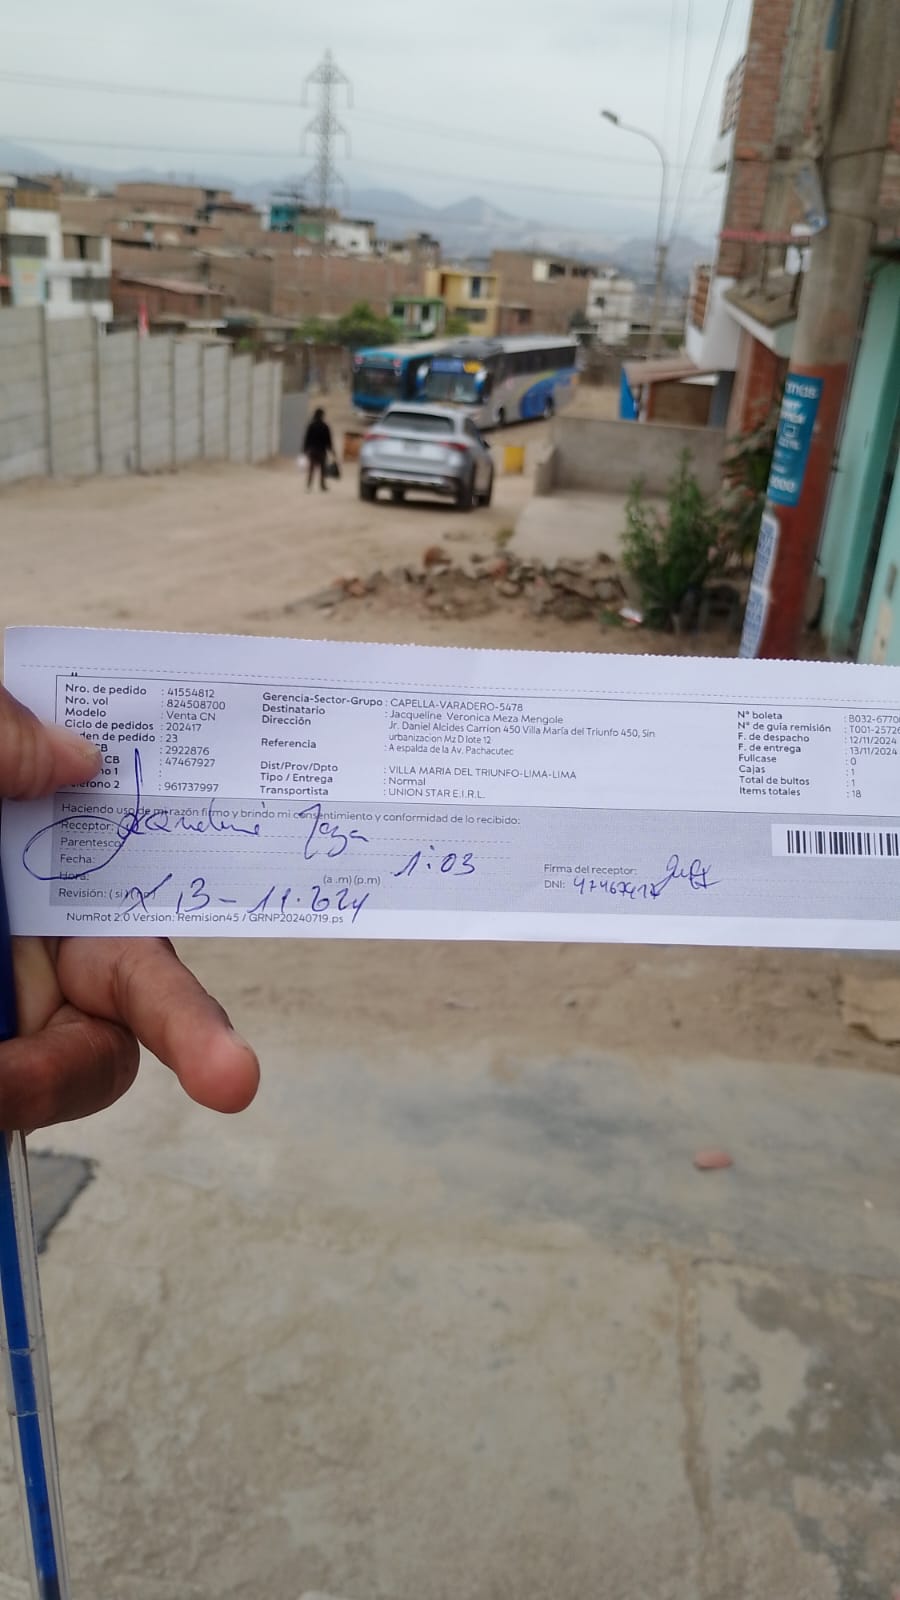 Nro. de pedido : 41554812
Nro. vol : 824508700
Modelo : Venta CN
Ciclo de pedidos : 202417
den de pedido : 23
CB : 2922876
CB : 47467927
no 1 :
éfono 2 : 961737997
Gerencia-Sector-Grupo : CAPELLA-VARADERO-5478
Destinatario : Jacqueline Veronica Meza Mengole
Dirección : Jr. Daniel Alcides Carrion 450 Villa María del Triunfo 450, Sin
urbanizacion Mz D lote 12
Referencia : A espalda de la Av. Pachacutec
Dist/Prov/Dpto : VILLA MARIA DEL TRIUNFO-LIMA-LIMA
Tipo / Entrega : Normal
Transportista : UNION STAR E.I.R.L.
N° boleta : B032-6770
N° de guía remisión : T001-2572
F. de despacho : 12/11/2024
F. de entrega : 13/11/2024
Fullcase : 0
Cajas : 1
Total de bultos : 1
Items totales : 18
Haciendo uso de mi razón firmo y brindo mi consentimiento y conformidad de lo recibido:
Receptor:
Parentesco
Fecha: 1:03
Hora: (a.m) (p.m)
Revisión: ( si ) (no) 13-11.2024
Firma del receptor:
DNI:
NumRot 2.0 Version: Remision45 / GRNP20240719.ps